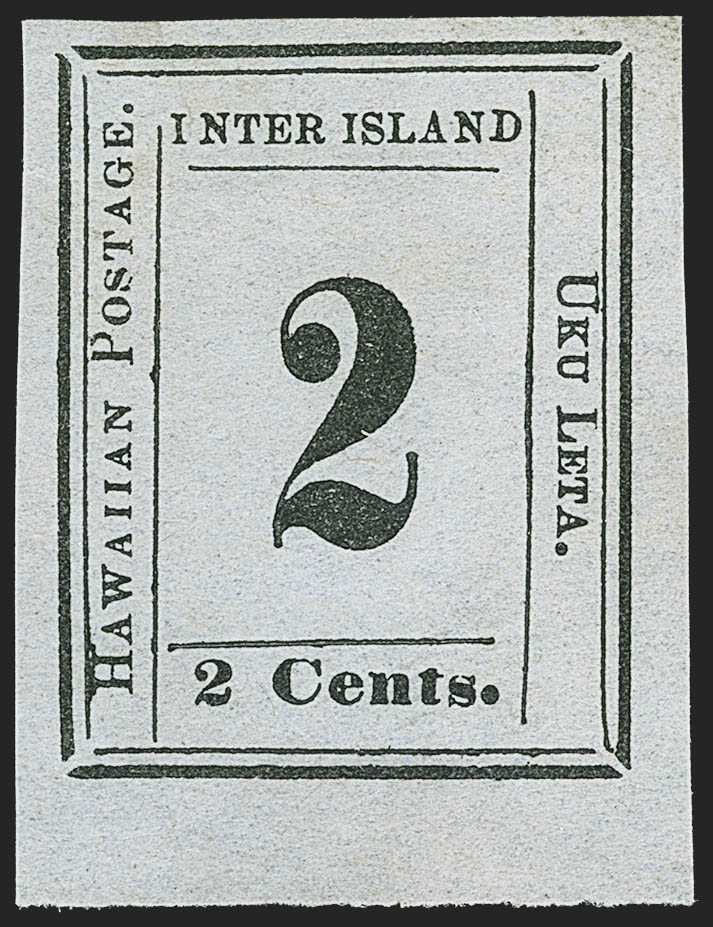 INTER ISLAND
HAWAIIAN POSTAGE.
2
UKU LETA.
2 Cents.